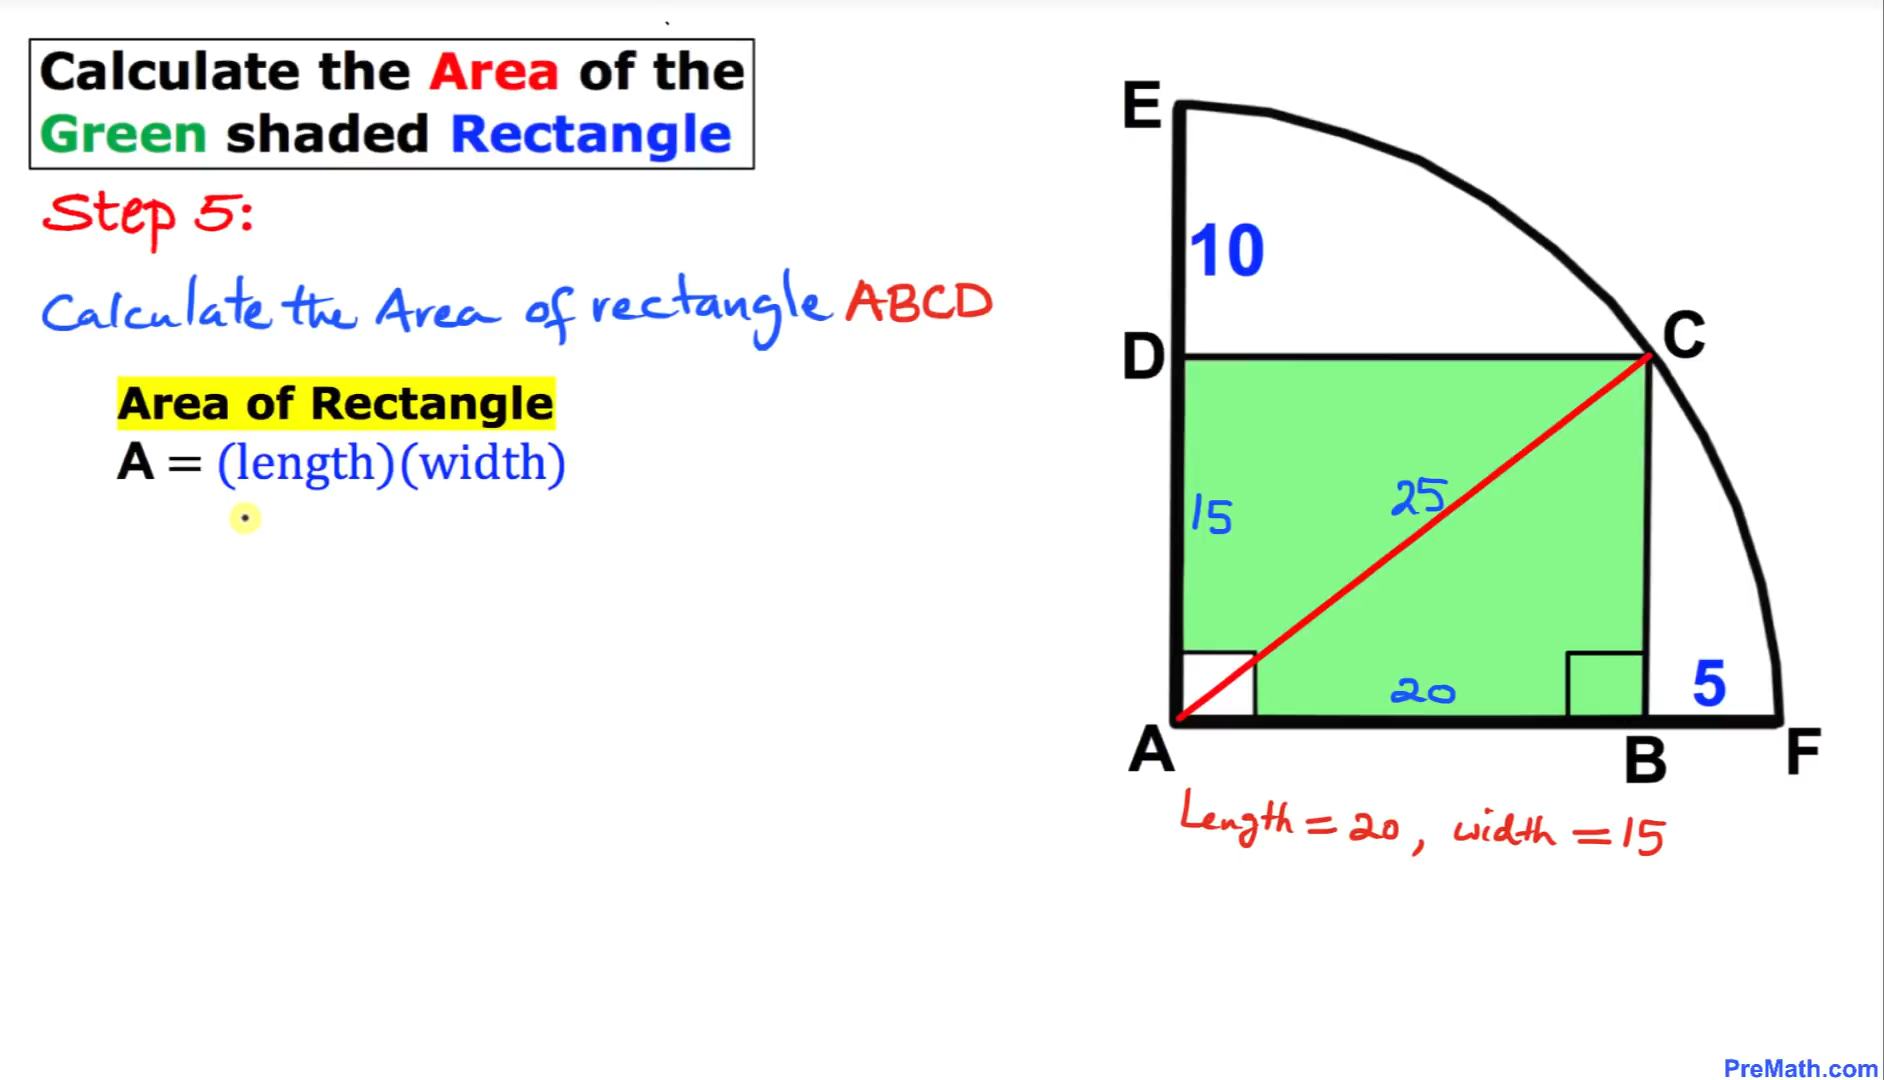 Calculate the Area of the
Green shaded Rectangle
Step 5:
Calculate the Area of rectangle ABCD
Area of Rectangle
A = (length)(width)
E
10
D
C
15
25
20
5
A
B
F
Length = 20, width = 15
PreMath.com